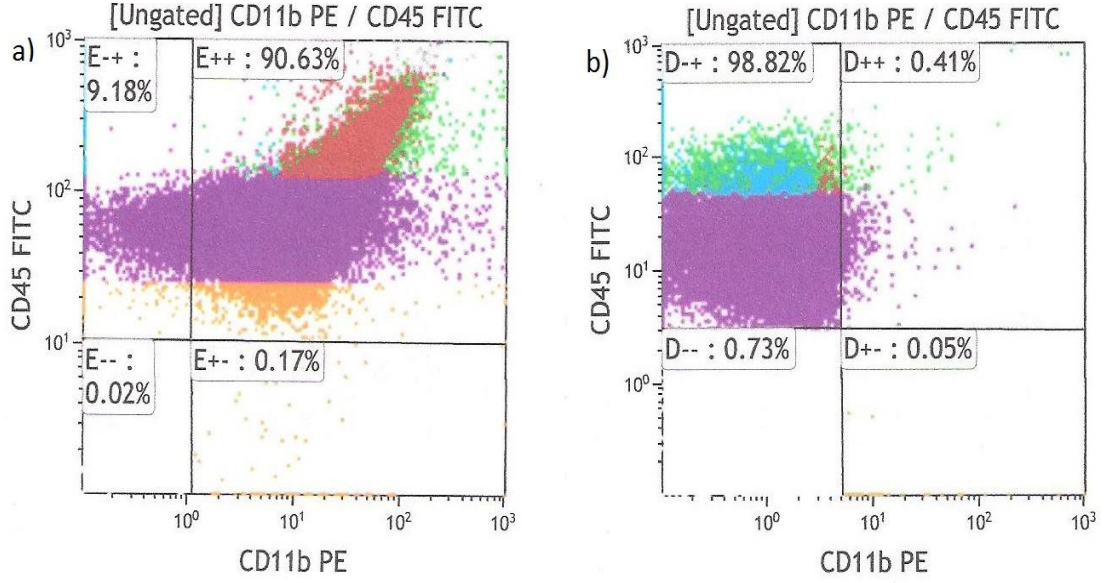 a)
[Ungated] CD11b PE / CD45 FITC
E-+ :
9.18%
E++ : 90.63%
E-- :
0.02%
E+- : 0.17%
10³
10²
10¹
CD45 FITC
10⁰ 10¹ 10² 10³
CD11b PE
b)
[Ungated] CD11b PE / CD45 FITC
D-+ : 98.82%
D++ : 0.41%
D-- : 0.73%
D+- : 0.05%
10³
10²
10¹
10⁰
CD45 FITC
10⁰ 10¹ 10² 10³
CD11b PE